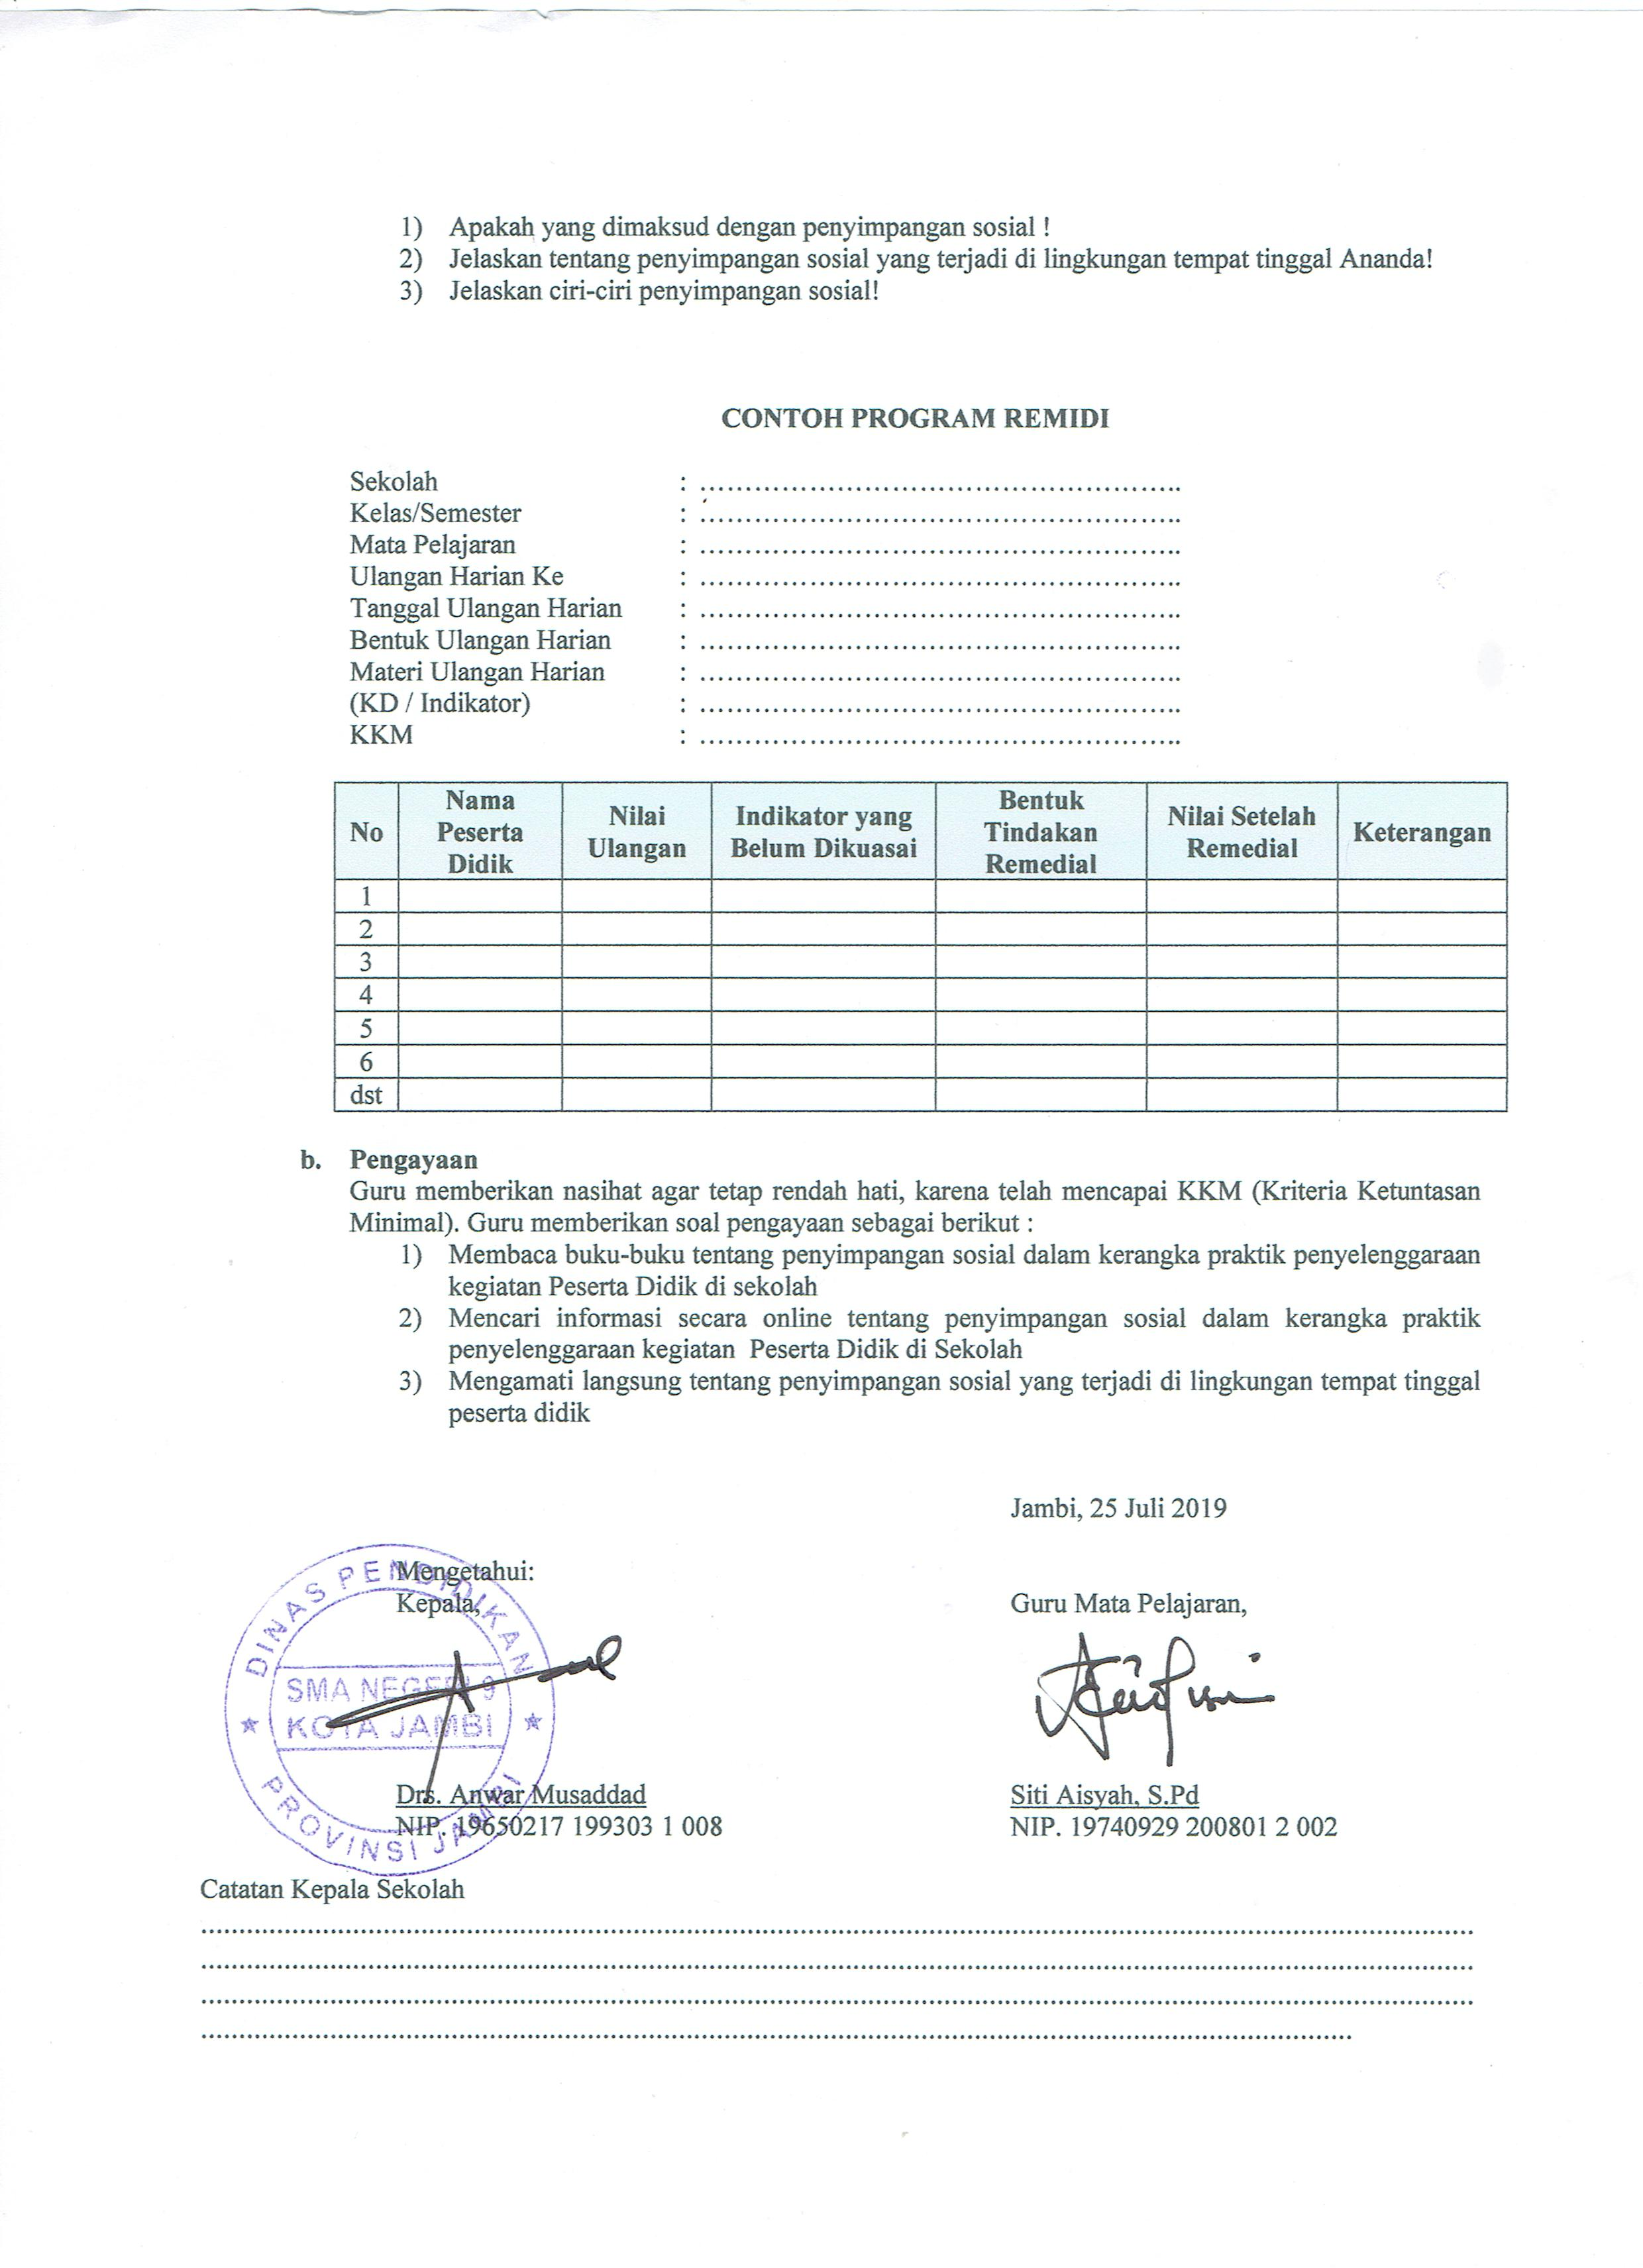 1) Apakah yang dimaksud dengan penyimpangan sosial !
2) Jelaskan tentang penyimpangan sosial yang terjadi di lingkungan tempat tinggal Ananda!
3) Jelaskan ciri-ciri penyimpangan sosial!
CONTOH PROGRAM REMIDI
Sekolah : ……………………………………………..
Kelas/Semester : ……………………………………………..
Mata Pelajaran : ……………………………………………..
Ulangan Harian Ke : ……………………………………………..
Tanggal Ulangan Harian : ……………………………………………..
Bentuk Ulangan Harian : ……………………………………………..
Materi Ulangan Harian : ……………………………………………..
(KD / Indikator) : ……………………………………………..
KKM : ……………………………………………..
No Nama Peserta Didik Nilai Ulangan Indikator yang Belum Dikuasai Bentuk Tindakan Remedial Nilai Setelah Remedial Keterangan
1
2
3
4
5
6
dst
b. Pengayaan
Guru memberikan nasihat agar tetap rendah hati, karena telah mencapai KKM (Kriteria Ketuntasan
Minimal). Guru memberikan soal pengayaan sebagai berikut :
1) Membaca buku-buku tentang penyimpangan sosial dalam kerangka praktik penyelenggaraan
kegiatan Peserta Didik di sekolah
2) Mencari informasi secara online tentang penyimpangan sosial dalam kerangka praktik
penyelenggaraan kegiatan Peserta Didik di Sekolah
3) Mengamati langsung tentang penyimpangan sosial yang terjadi di lingkungan tempat tinggal
peserta didik
Jambi, 25 Juli 2019
Mengetahui:
Kepala, Guru Mata Pelajaran,
DINAS PENDIDIKAN
SMA NEGERI 9
KOTA JAMBI
PROVINSI JAMBI
Drs. Anwar Musaddad Siti Aisyah, S.Pd
NIP. 19650217 199303 1 008 NIP. 19740929 200801 2 002
Catatan Kepala Sekolah
................................................................................
................................................................................
................................................................................
................................................................................